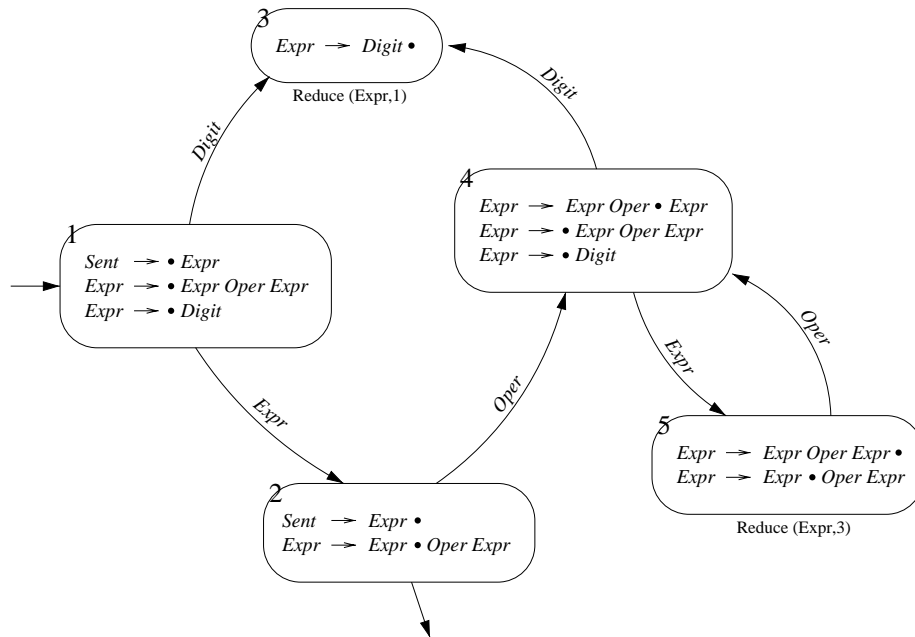 3
Expr → Digit •
Reduce (Expr,1)
Digit
Digit
4
Expr → Expr Oper • Expr
Expr → • Expr Oper Expr
Expr → • Digit
1
Sent → • Expr
Expr → • Expr Oper Expr
Expr → • Digit
Oper
Expr
Oper
Expr
5
Expr → Expr Oper Expr •
Expr → Expr • Oper Expr
Reduce (Expr,3)
2
Sent → Expr •
Expr → Expr • Oper Expr